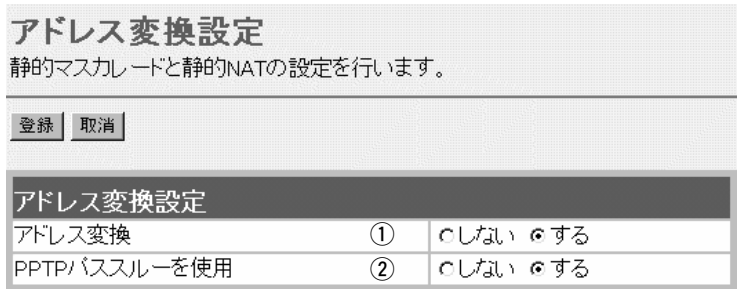 アドレス変換設定
静的マスカレードと静的NATの設定を行います。
登録 取消
アドレス変換設定
アドレス変換 ① しない する
PPTPパススルーを使用 ② しない する